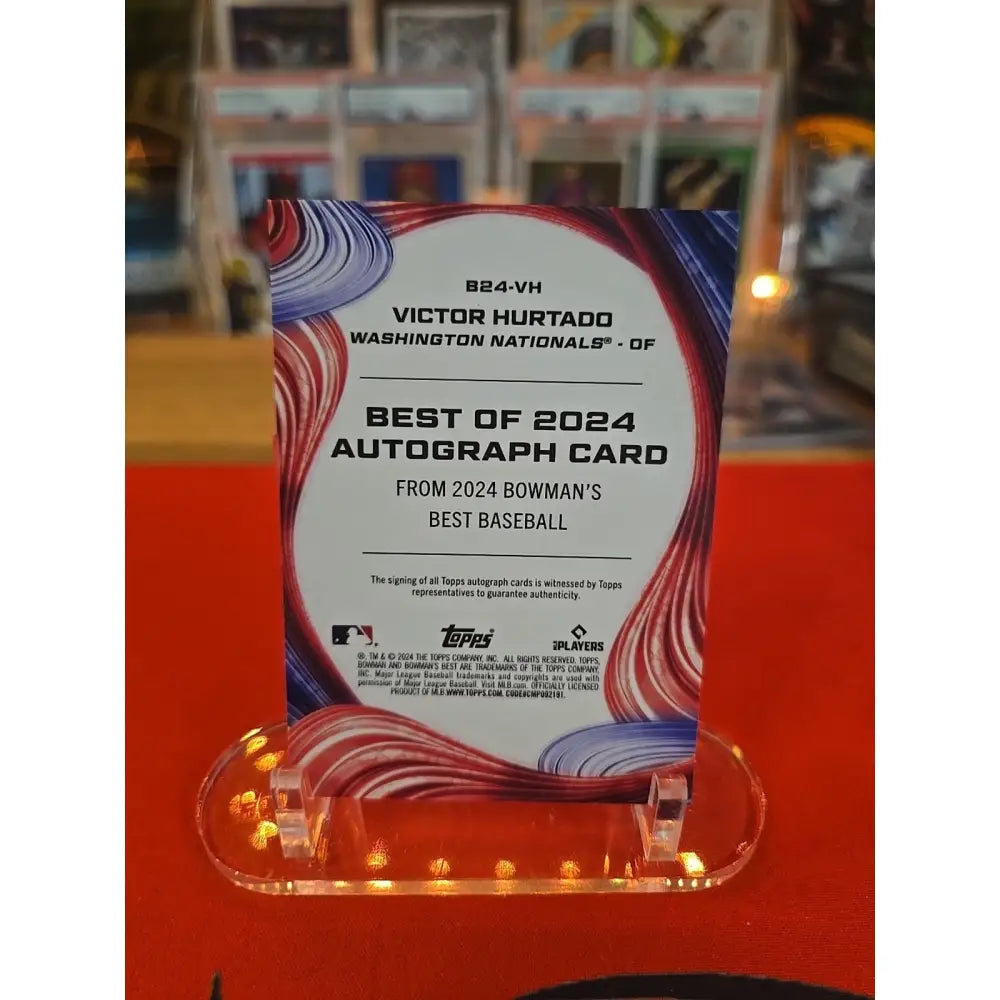 B24-VH
VICTOR HURTADO
WASHINGTON NATIONALS® - OF
BEST OF 2024
AUTOGRAPH CARD
FROM 2024 BOWMAN'S
BEST BASEBALL
The signing of all Topps autograph cards is witnessed by Topps
representatives to guarantee authenticity.
topps®
PLAYERS
®, TM & © 2024 THE TOPPS COMPANY, INC. ALL RIGHTS RESERVED. TOPPS,
BOWMAN AND BOWMAN'S BEST ARE TRADEMARKS OF THE TOPPS COMPANY,
INC. Major League Baseball trademarks and copyrights are used with
permission of Major League Baseball. Visit MLB.com. OFFICIALLY LICENSED
PRODUCT OF MLB.WWW.TOPPS.COM. CODE#CMP092191.